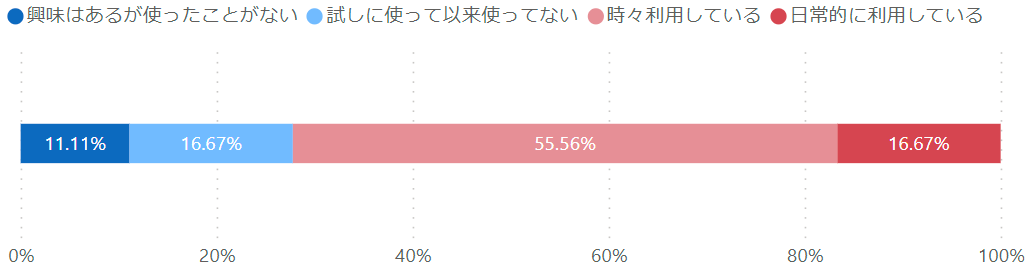 興味はあるが使ったことがない 試しに使って以来使ってない 時々利用している 日常的に利用している
11.11% 16.67% 55.56% 16.67%
0% 20% 40% 60% 80% 100%